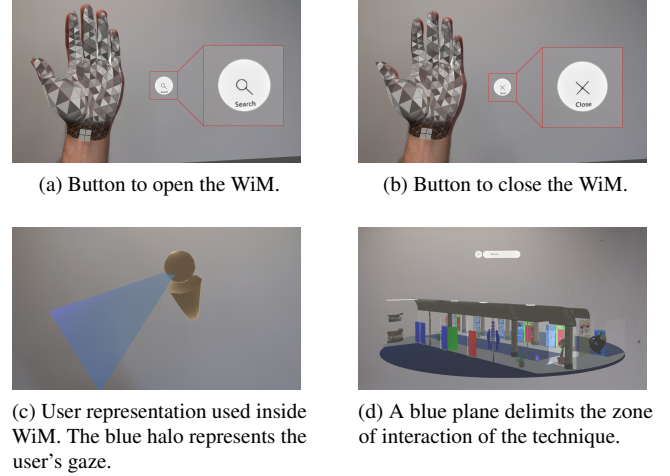 Search
Close
(a) Button to open the WiM.
(b) Button to close the WiM.
(c) User representation used inside
WiM. The blue halo represents the
user's gaze.
(d) A blue plane delimits the zone
of interaction of the technique.